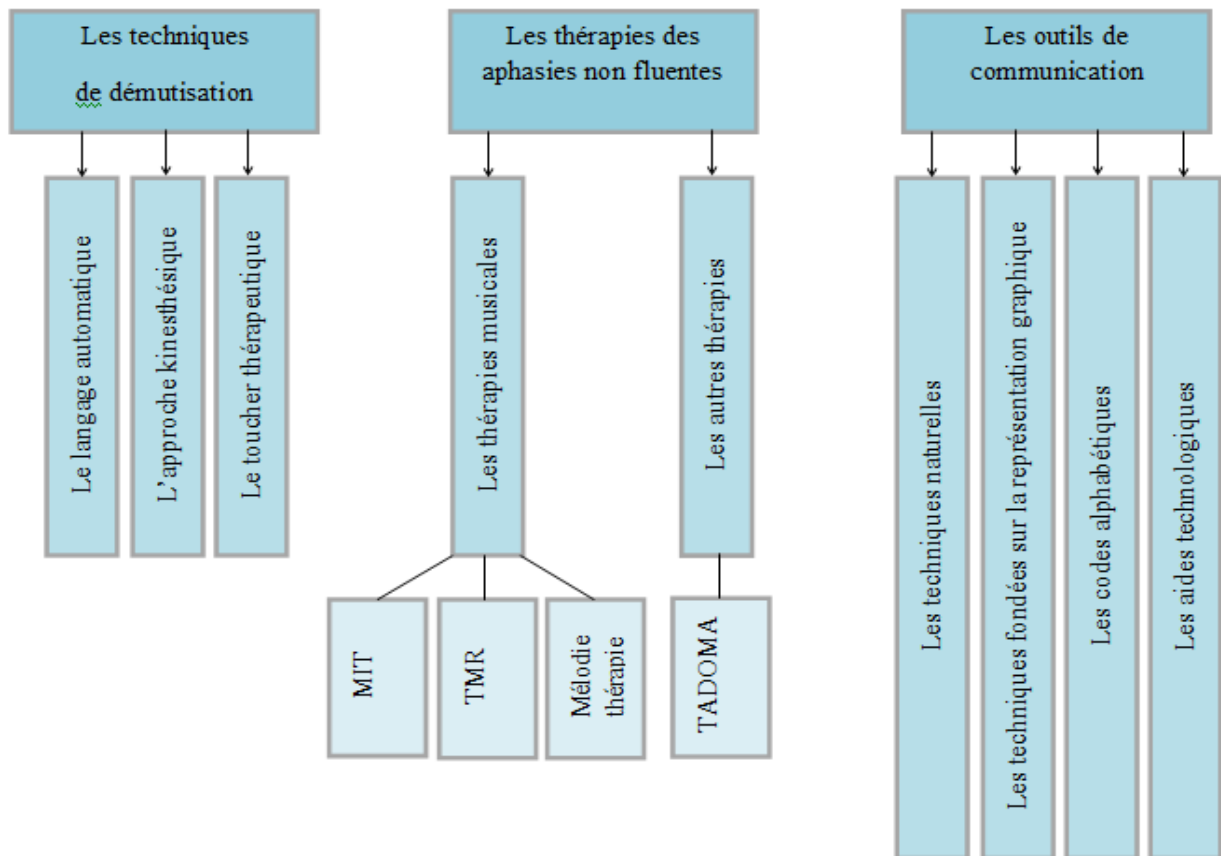 Les techniques
de démutisation
Le langage automatique
L'approche kinesthésique
Le toucher thérapeutique
Les thérapies des
aphasies non fluentes
Les thérapies musicales
Les autres thérapies
MIT
TMR
Mélodie
thérapie
TADOMA
Les outils de
communication
Les techniques naturelles
Les techniques fondées sur la représentation graphique
Les codes alphabétiques
Les aides technologiques